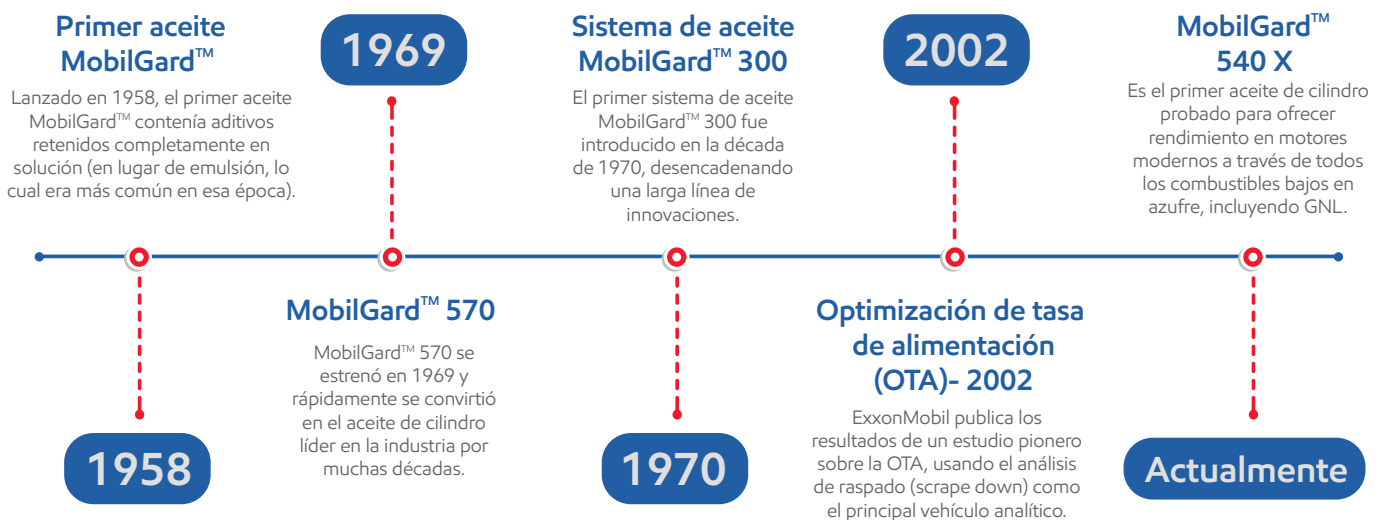 Primer aceite
MobilGard™
Lanzado en 1958, el primer aceite
MobilGard™ contenía aditivos
retenidos completamente en
solución (en lugar de emulsión, lo
cual era más común en esa época).
1958
1969
MobilGard™ 570
MobilGard™ 570 se
estrenó en 1969 y
rápidamente se convirtió
en el aceite de cilindro
líder en la industria por
muchas décadas.
Sistema de aceite
MobilGard™ 300
El primer sistema de aceite
MobilGard™ 300 fue
introducido en la década
de 1970, desencadenando
una larga línea de
innovaciones.
1970
2002
Optimización de tasa
de alimentación
(OTA)- 2002
ExxonMobil publica los
resultados de un estudio pionero
sobre la OTA, usando el análisis
de raspado (scrape down) como
el principal vehículo analítico.
MobilGard™
540 X
Es el primer aceite de cilindro
probado para ofrecer
rendimiento en motores
modernos a través de todos
los combustibles bajos en
azufre, incluyendo GNL.
Actualmente